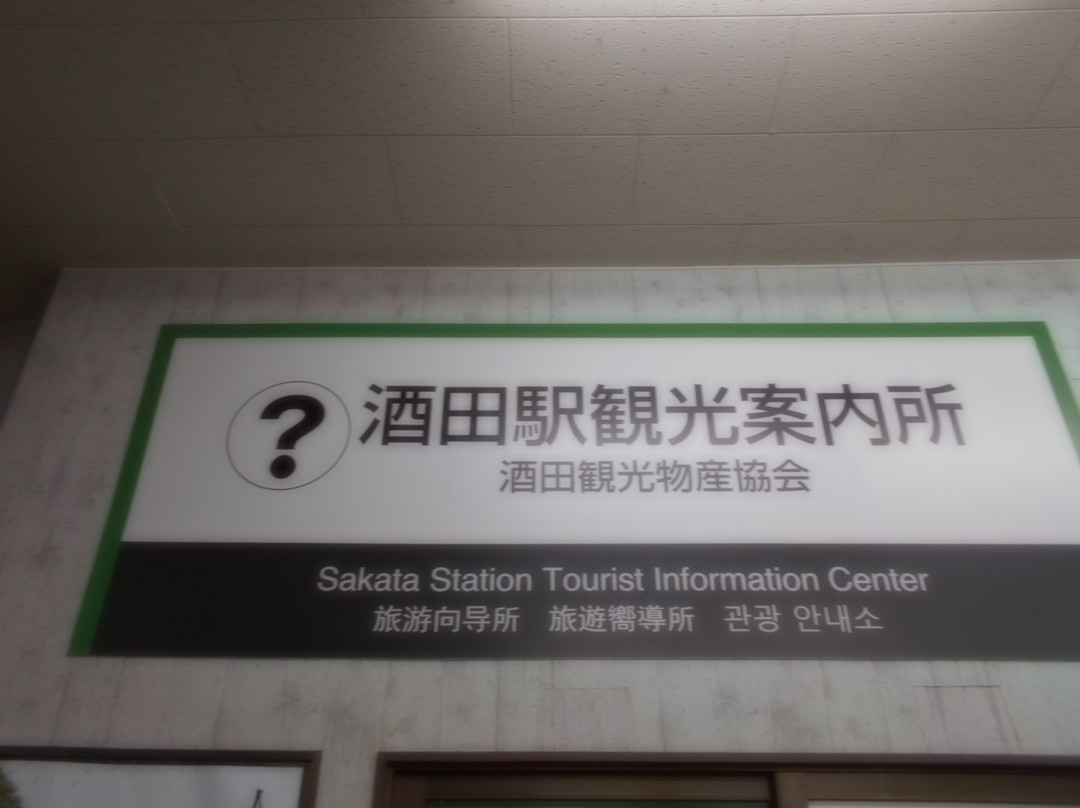 ? 酒田駅観光案内所
酒田観光物産協会
Sakata Station Tourist Information Center
旅游向导所 旅遊嚮導所 관광 안내소